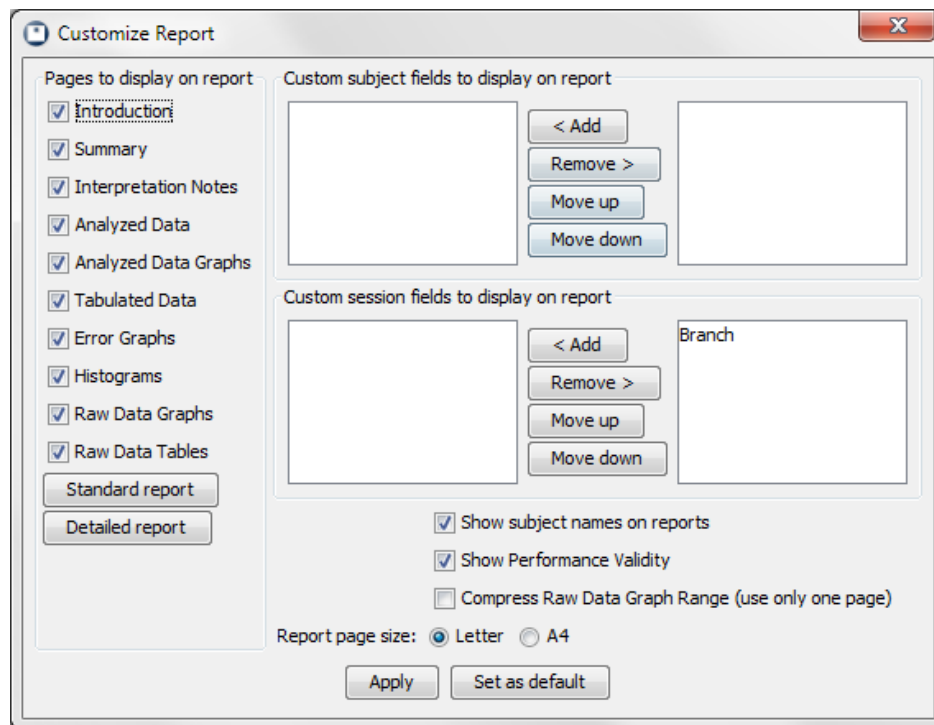 Customize Report
Pages to display on report
Introduction
Summary
Interpretation Notes
Analyzed Data
Analyzed Data Graphs
Tabulated Data
Error Graphs
Histograms
Raw Data Graphs
Raw Data Tables
Standard report
Detailed report
Custom subject fields to display on report
< Add
Remove >
Move up
Move down
Custom session fields to display on report
< Add
Remove >
Move up
Move down
Branch
Show subject names on reports
Show Performance Validity
Compress Raw Data Graph Range (use only one page)
Report page size: Letter A4
Apply Set as default